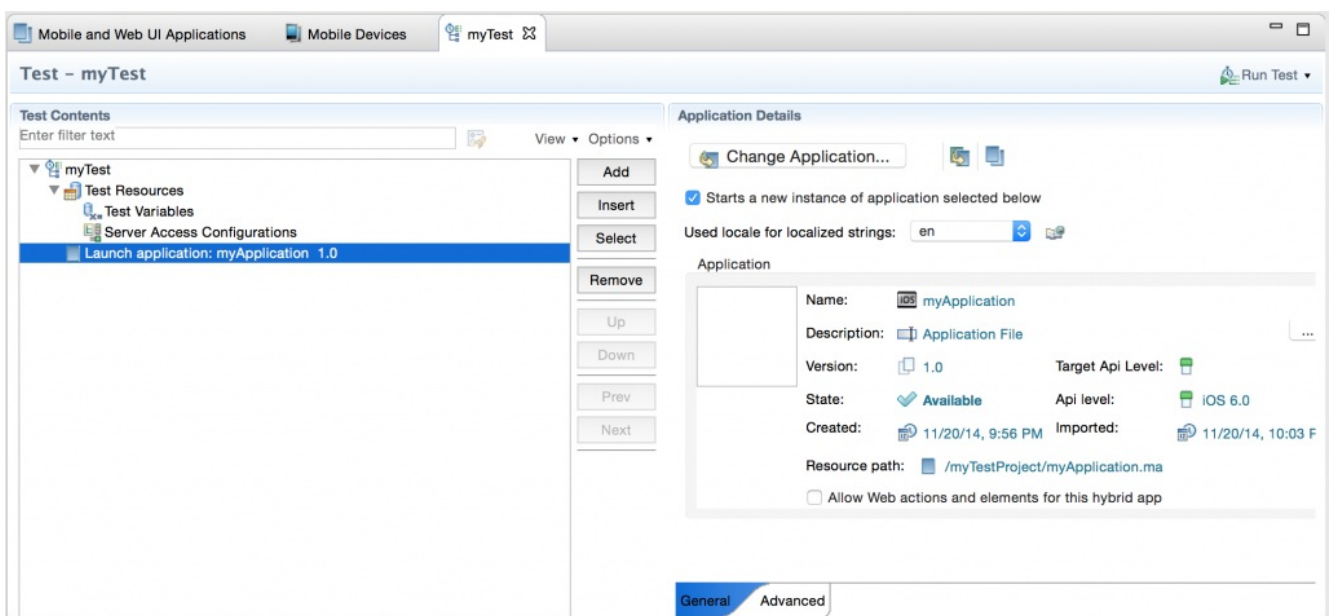 Mobile and Web UI Applications
Mobile Devices
myTest
Test - myTest
Run Test
Test Contents
Enter filter text
View
Options
myTest
Test Resources
Test Variables
Server Access Configurations
Launch application: myApplication 1.0
Add
Insert
Select
Remove
Up
Down
Prev
Next
Application Details
Change Application...
Starts a new instance of application selected below
Used locale for localized strings: en
Application
Name: iOS myApplication
Description: Application File
...
Version: 1.0 Target Api Level:
State: Available Api level: iOS 6.0
Created: 11/20/14, 9:56 PM Imported: 11/20/14, 10:03 P
Resource path: /myTestProject/myApplication.ma
Allow Web actions and elements for this hybrid app
General
Advanced